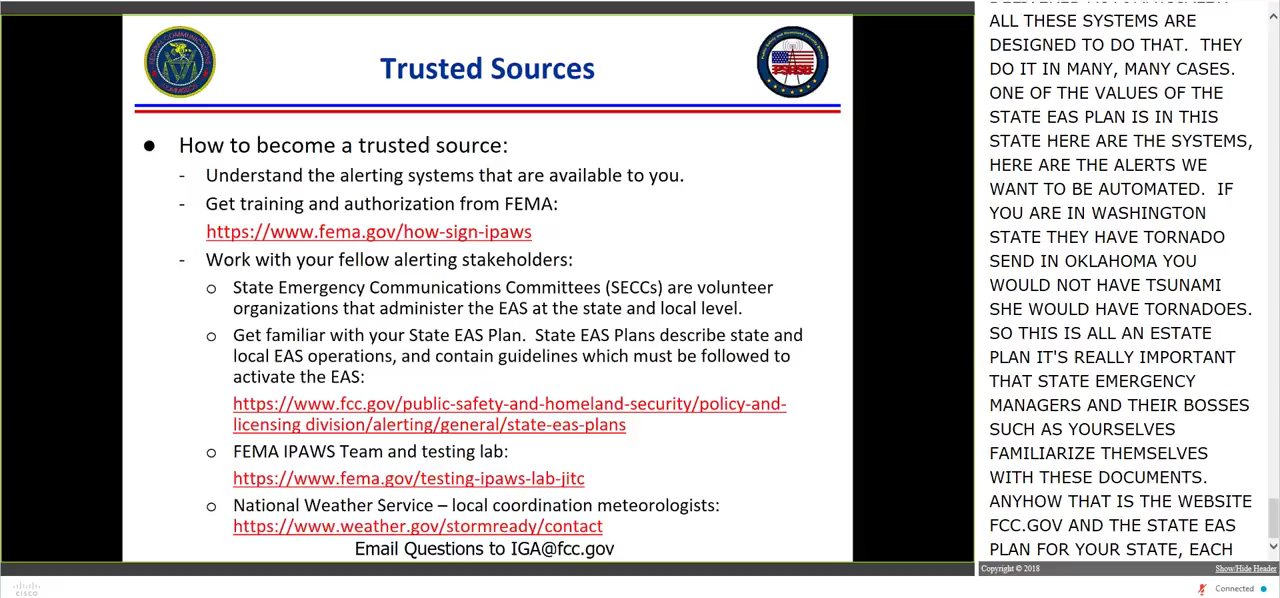 Trusted Sources
● How to become a trusted source:
- Understand the alerting systems that are available to you.
- Get training and authorization from FEMA:
https://www.fema.gov/how-sign-ipaws
- Work with your fellow alerting stakeholders:
o State Emergency Communications Committees (SECCs) are volunteer
organizations that administer the EAS at the state and local level.
o Get familiar with your State EAS Plan. State EAS Plans describe state and
local EAS operations, and contain guidelines which must be followed to
activate the EAS:
https://www.fcc.gov/public-safety-and-homeland-security/policy-and-
licensing division/alerting/general/state-eas-plans
o FEMA IPAWS Team and testing lab:
https://www.fema.gov/testing-ipaws-lab-jitc
o National Weather Service – local coordination meteorologists:
https://www.weather.gov/stormready/contact
Email Questions to IGA@fcc.gov
ALL THESE SYSTEMS ARE
DESIGNED TO DO THAT. THEY
DO IT IN MANY, MANY CASES.
ONE OF THE VALUES OF THE
STATE EAS PLAN IS IN THIS
STATE HERE ARE THE SYSTEMS,
HERE ARE THE ALERTS WE
WANT TO BE AUTOMATED. IF
YOU ARE IN WASHINGTON
STATE THEY HAVE TORNADO
SEND IN OKLAHOMA YOU
WOULD NOT HAVE TSUNAMI
SHE WOULD HAVE TORNADOES.
SO THIS IS ALL AN ESTATE
PLAN IT'S REALLY IMPORTANT
THAT STATE EMERGENCY
MANAGERS AND THEIR BOSSES
SUCH AS YOURSELVES
FAMILIARIZE THEMSELVES
WITH THESE DOCUMENTS.
ANYHOW THAT IS THE WEBSITE
FCC.GOV AND THE STATE EAS
PLAN FOR YOUR STATE, EACH
Copyright © 2018 Show/Hide Header
CISCO
Connected